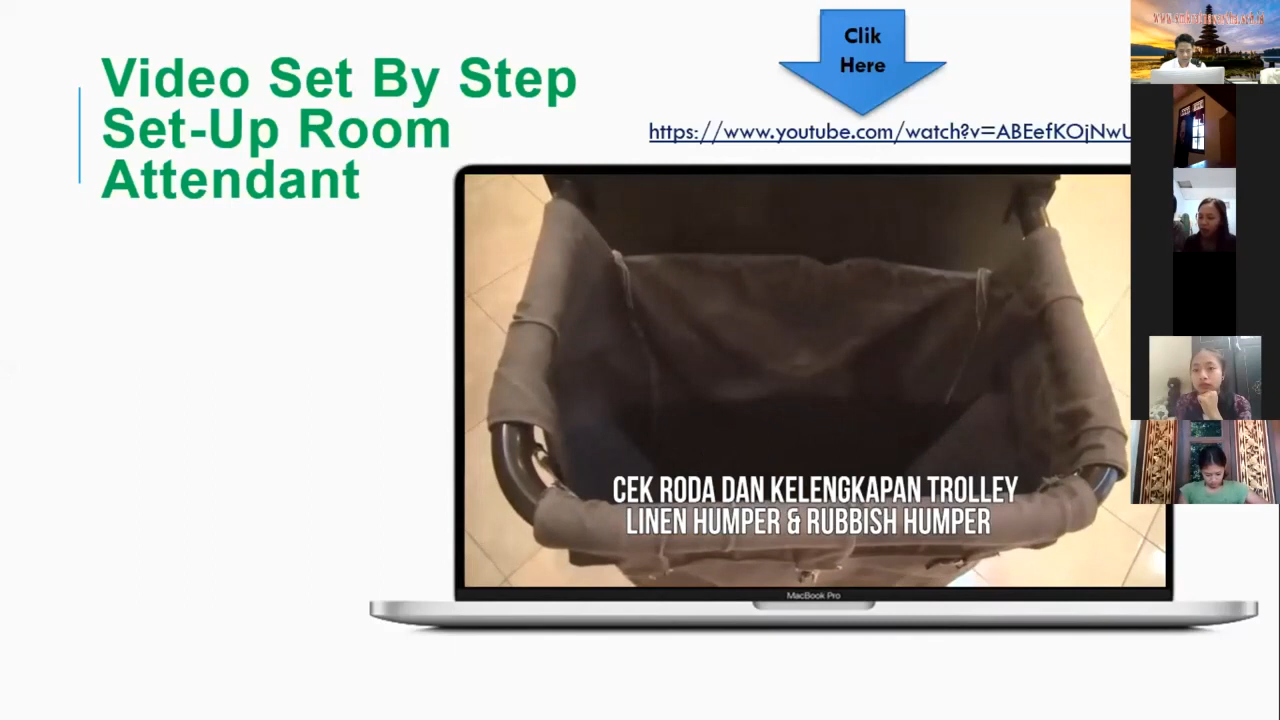 Video Set By Step
Set-Up Room
Attendant
Clik
Here
https://www.youtube.com/watch?v=ABEefKOjNwU
CEK RODA DAN KELENGKAPAN TROLLEY
LINEN HUMPER & RUBBISH HUMPER
MacBook Pro